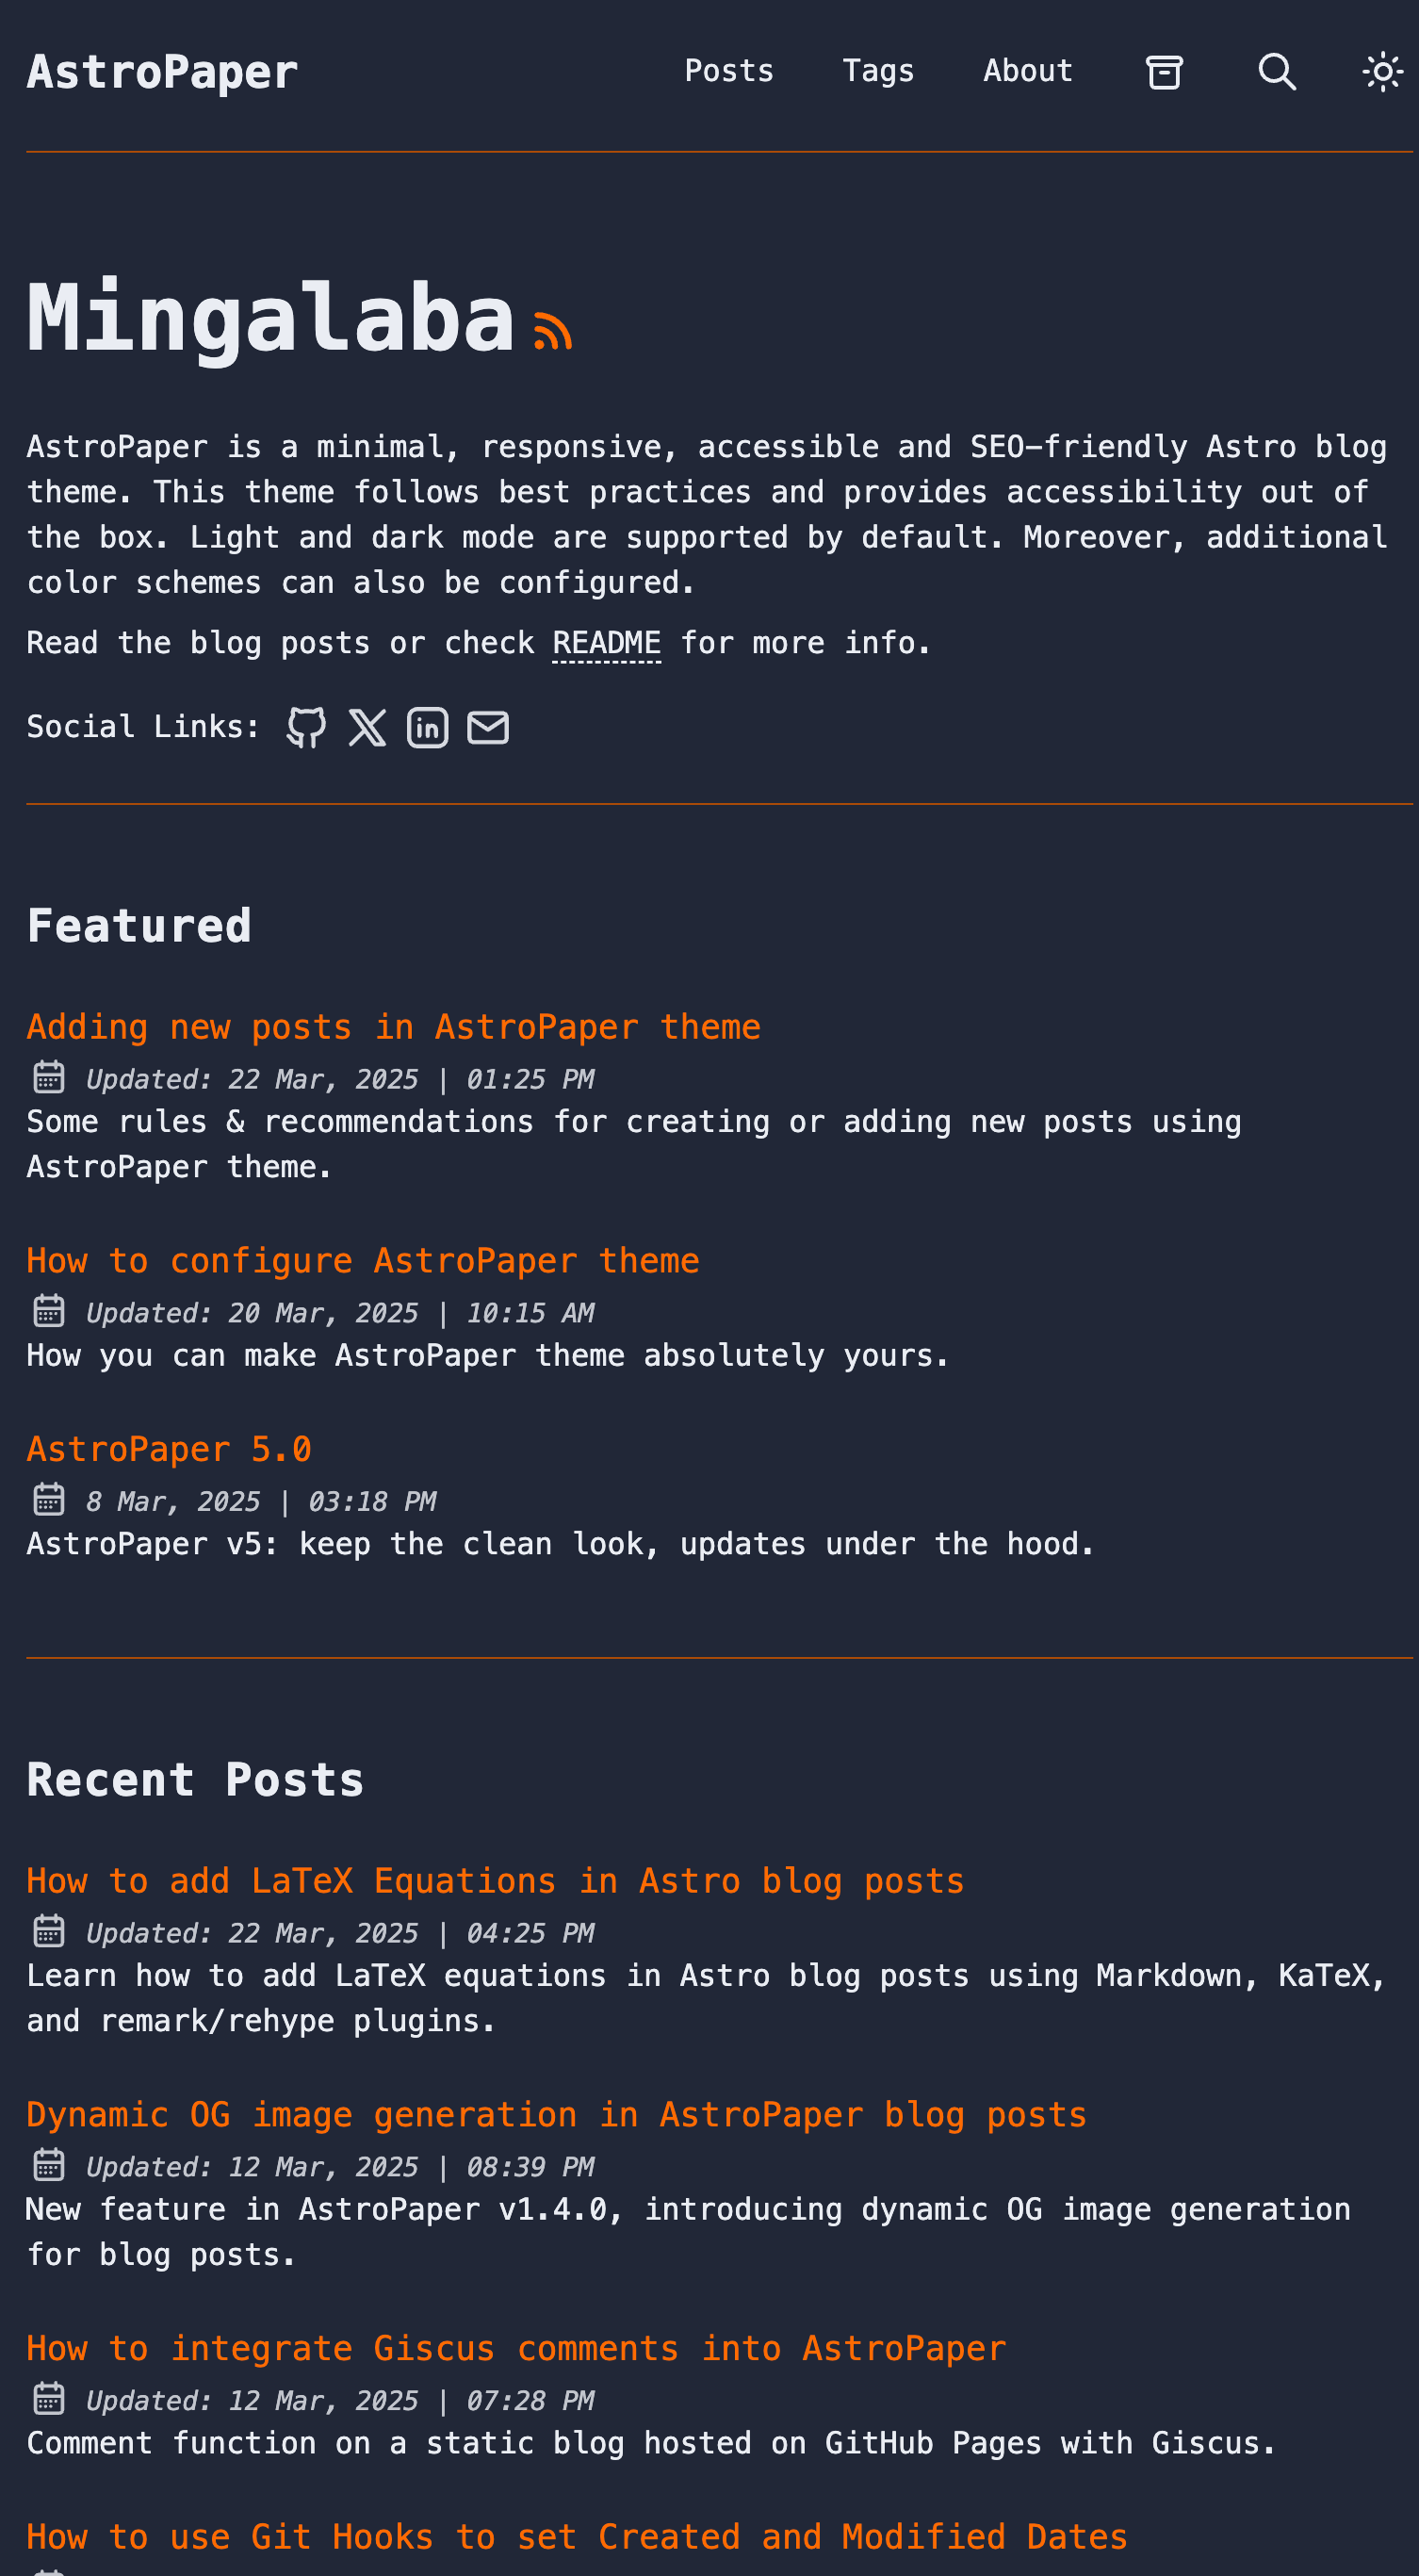 AstroPaper
Posts Tags About
Mingalaba
AstroPaper is a minimal, responsive, accessible and SEO-friendly Astro blog
theme. This theme follows best practices and provides accessibility out of
the box. Light and dark mode are supported by default. Moreover, additional
color schemes can also be configured.
Read the blog posts or check README for more info.
Social Links:
Featured
Adding new posts in AstroPaper theme
Updated: 22 Mar, 2025 | 01:25 PM
Some rules & recommendations for creating or adding new posts using
AstroPaper theme.
How to configure AstroPaper theme
Updated: 20 Mar, 2025 | 10:15 AM
How you can make AstroPaper theme absolutely yours.
AstroPaper 5.0
8 Mar, 2025 | 03:18 PM
AstroPaper v5: keep the clean look, updates under the hood.
Recent Posts
How to add LaTeX Equations in Astro blog posts
Updated: 22 Mar, 2025 | 04:25 PM
Learn how to add LaTeX equations in Astro blog posts using Markdown, KaTeX,
and remark/rehype plugins.
Dynamic OG image generation in AstroPaper blog posts
Updated: 12 Mar, 2025 | 08:39 PM
New feature in AstroPaper v1.4.0, introducing dynamic OG image generation
for blog posts.
How to integrate Giscus comments into AstroPaper
Updated: 12 Mar, 2025 | 07:28 PM
Comment function on a static blog hosted on GitHub Pages with Giscus.
How to use Git Hooks to set Created and Modified Dates